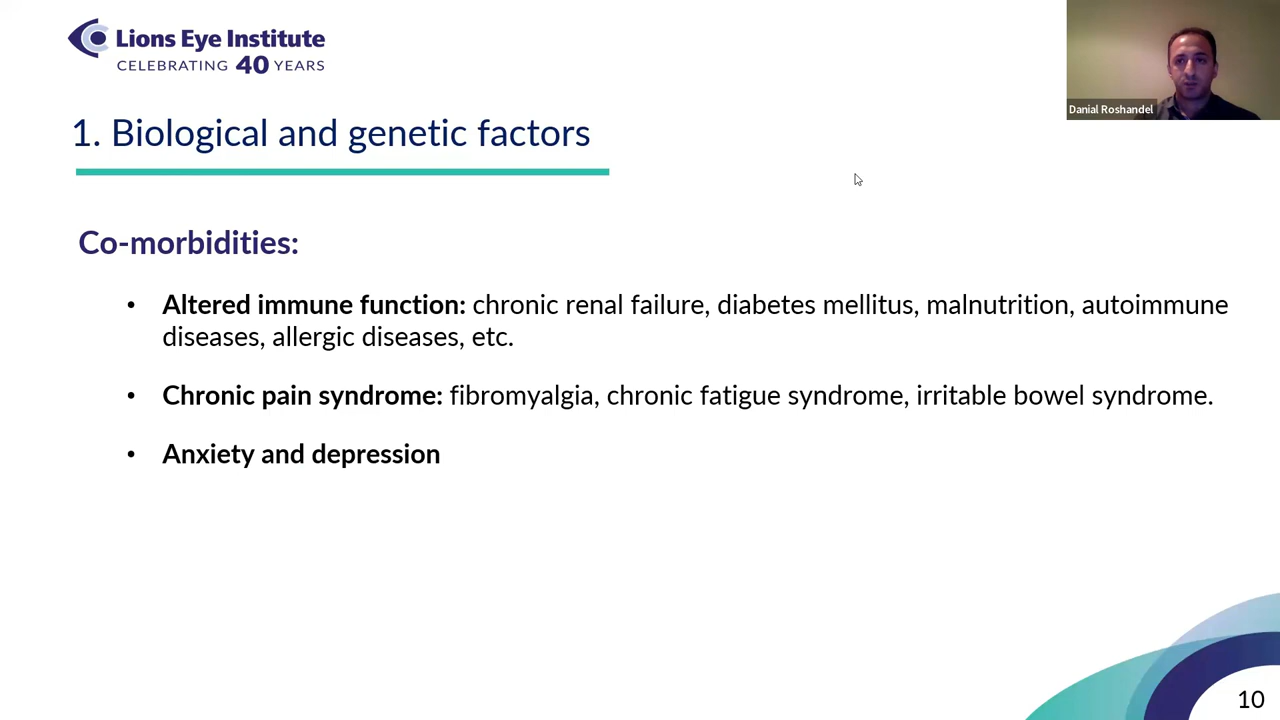 Lions Eye Institute
CELEBRATING 40 YEARS
Danial Roshandel
1. Biological and genetic factors
Co-morbidities:
• Altered immune function: chronic renal failure, diabetes mellitus, malnutrition, autoimmune
diseases, allergic diseases, etc.
• Chronic pain syndrome: fibromyalgia, chronic fatigue syndrome, irritable bowel syndrome.
• Anxiety and depression
10